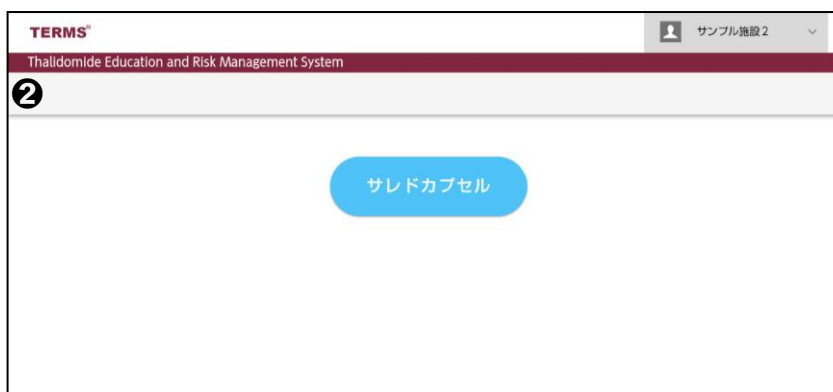 TERMS®
サンプル施設2
Thalidomide Education and Risk Management System
❷
サレドカプセル